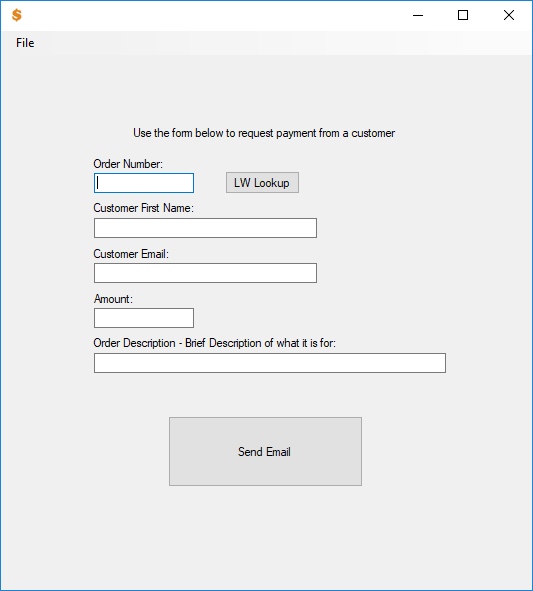 $
File
Use the form below to request payment from a customer
Order Number:
LW Lookup
Customer First Name:
Customer Email:
Amount:
Order Description - Brief Description of what it is for:
Send Email